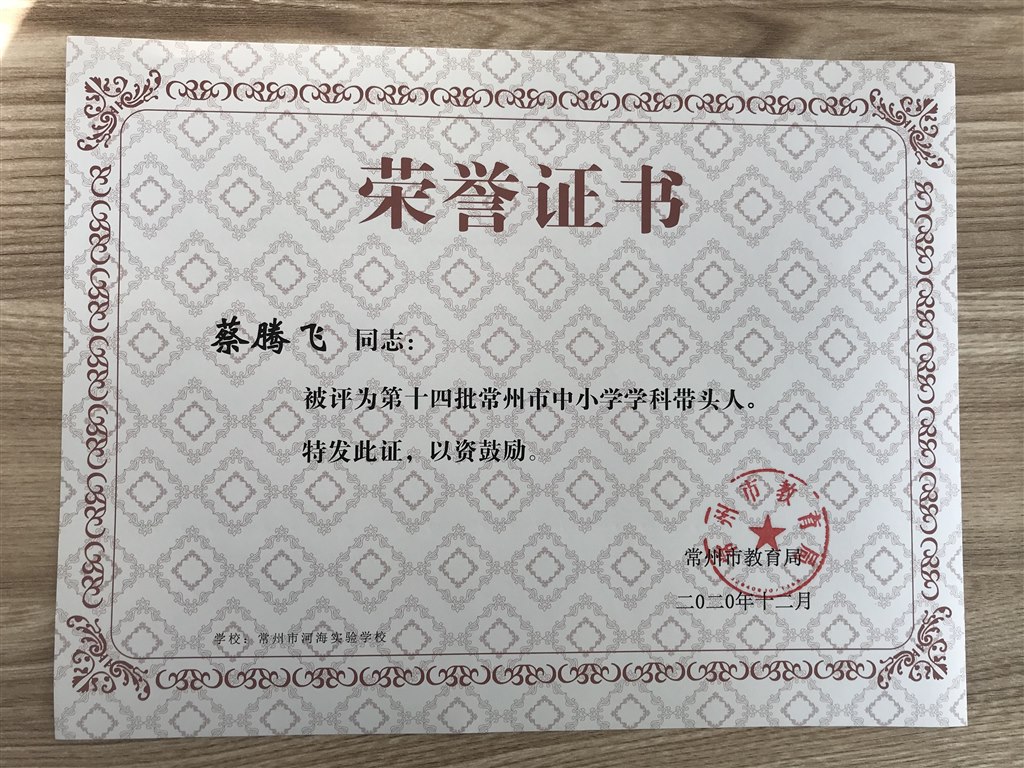 荣誉证书
蔡腾飞 同志：
被评为第十四批常州市中小学学科带头人。
特发此证，以资鼓励。
常州市教育局
常州市教育局
二〇二〇年十二月
学校：常州市河海实验学校